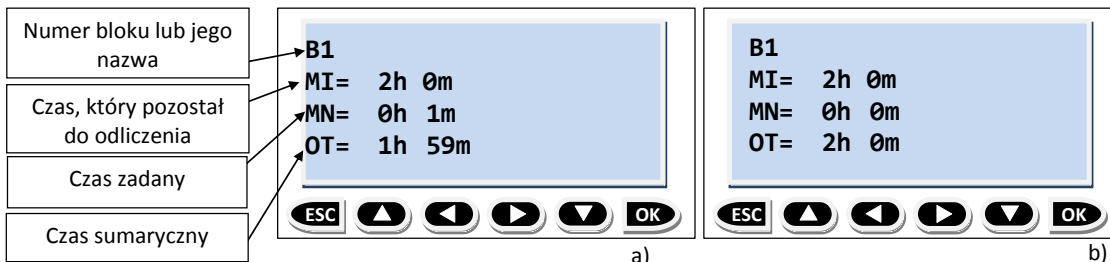 Numer bloku lub jego
nazwa
Czas, który pozostał
do odliczenia
Czas zadany
Czas sumaryczny
B1
MI= 2h 0m
MN= 0h 1m
OT= 1h 59m
ESC
OK
a)
B1
MI= 2h 0m
MN= 0h 0m
OT= 2h 0m
ESC
OK
b)